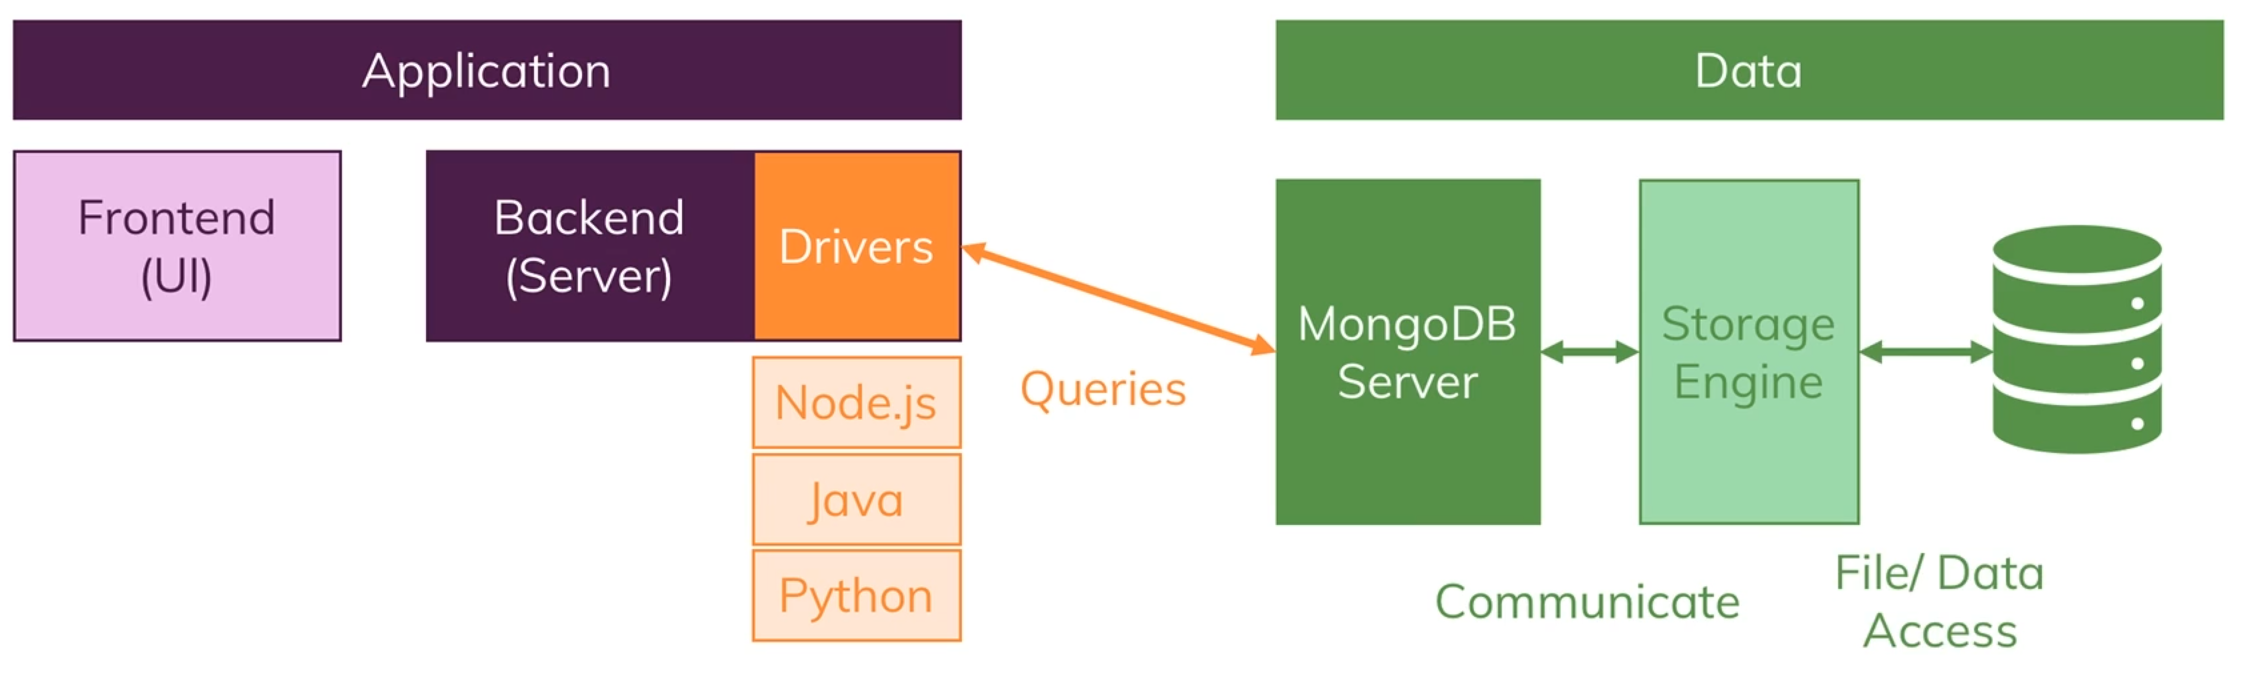 Application
Data
Frontend
(UI)
Backend
(Server)
Drivers
Node.js
Java
Python
Queries
MongoDB
Server
Storage
Engine
Communicate
File/ Data
Access